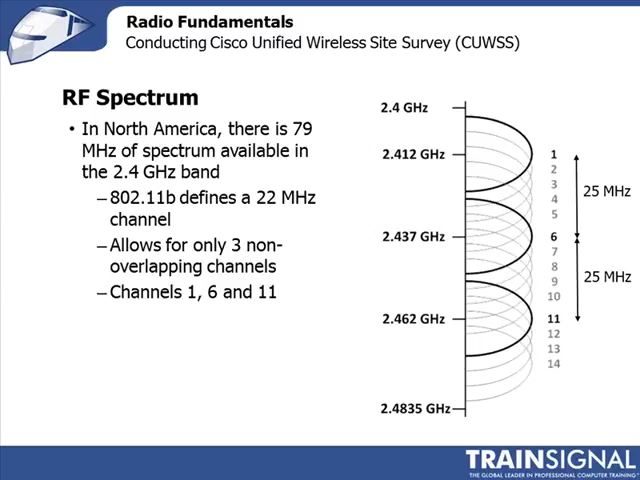 Radio Fundamentals
Conducting Cisco Unified Wireless Site Survey (CUWSS)
RF Spectrum
• In North America, there is 79
MHz of spectrum available in
the 2.4 GHz band
– 802.11b defines a 22 MHz
channel
– Allows for only 3 non-
overlapping channels
– Channels 1, 6 and 11
2.4 GHz
2.412 GHz
2.437 GHz
2.462 GHz
2.4835 GHz
1
2
3
4
5
6
7
8
9
10
11
12
13
14
25 MHz
25 MHz
TRAINSIGNAL
THE GLOBAL LEADER IN PROFESSIONAL COMPUTER TRAINING